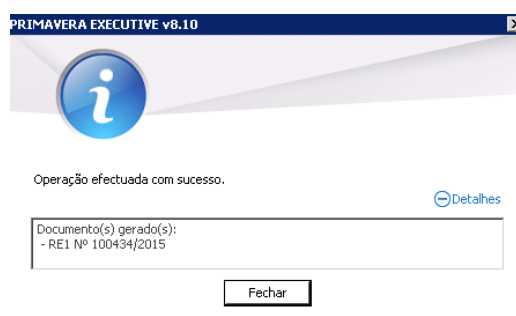 PRIMAVERA EXECUTIVE v8.10
Operação efectuada com sucesso.
Detalhes
Documento(s) gerado(s):
- RE1 Nº 100434/2015
Fechar